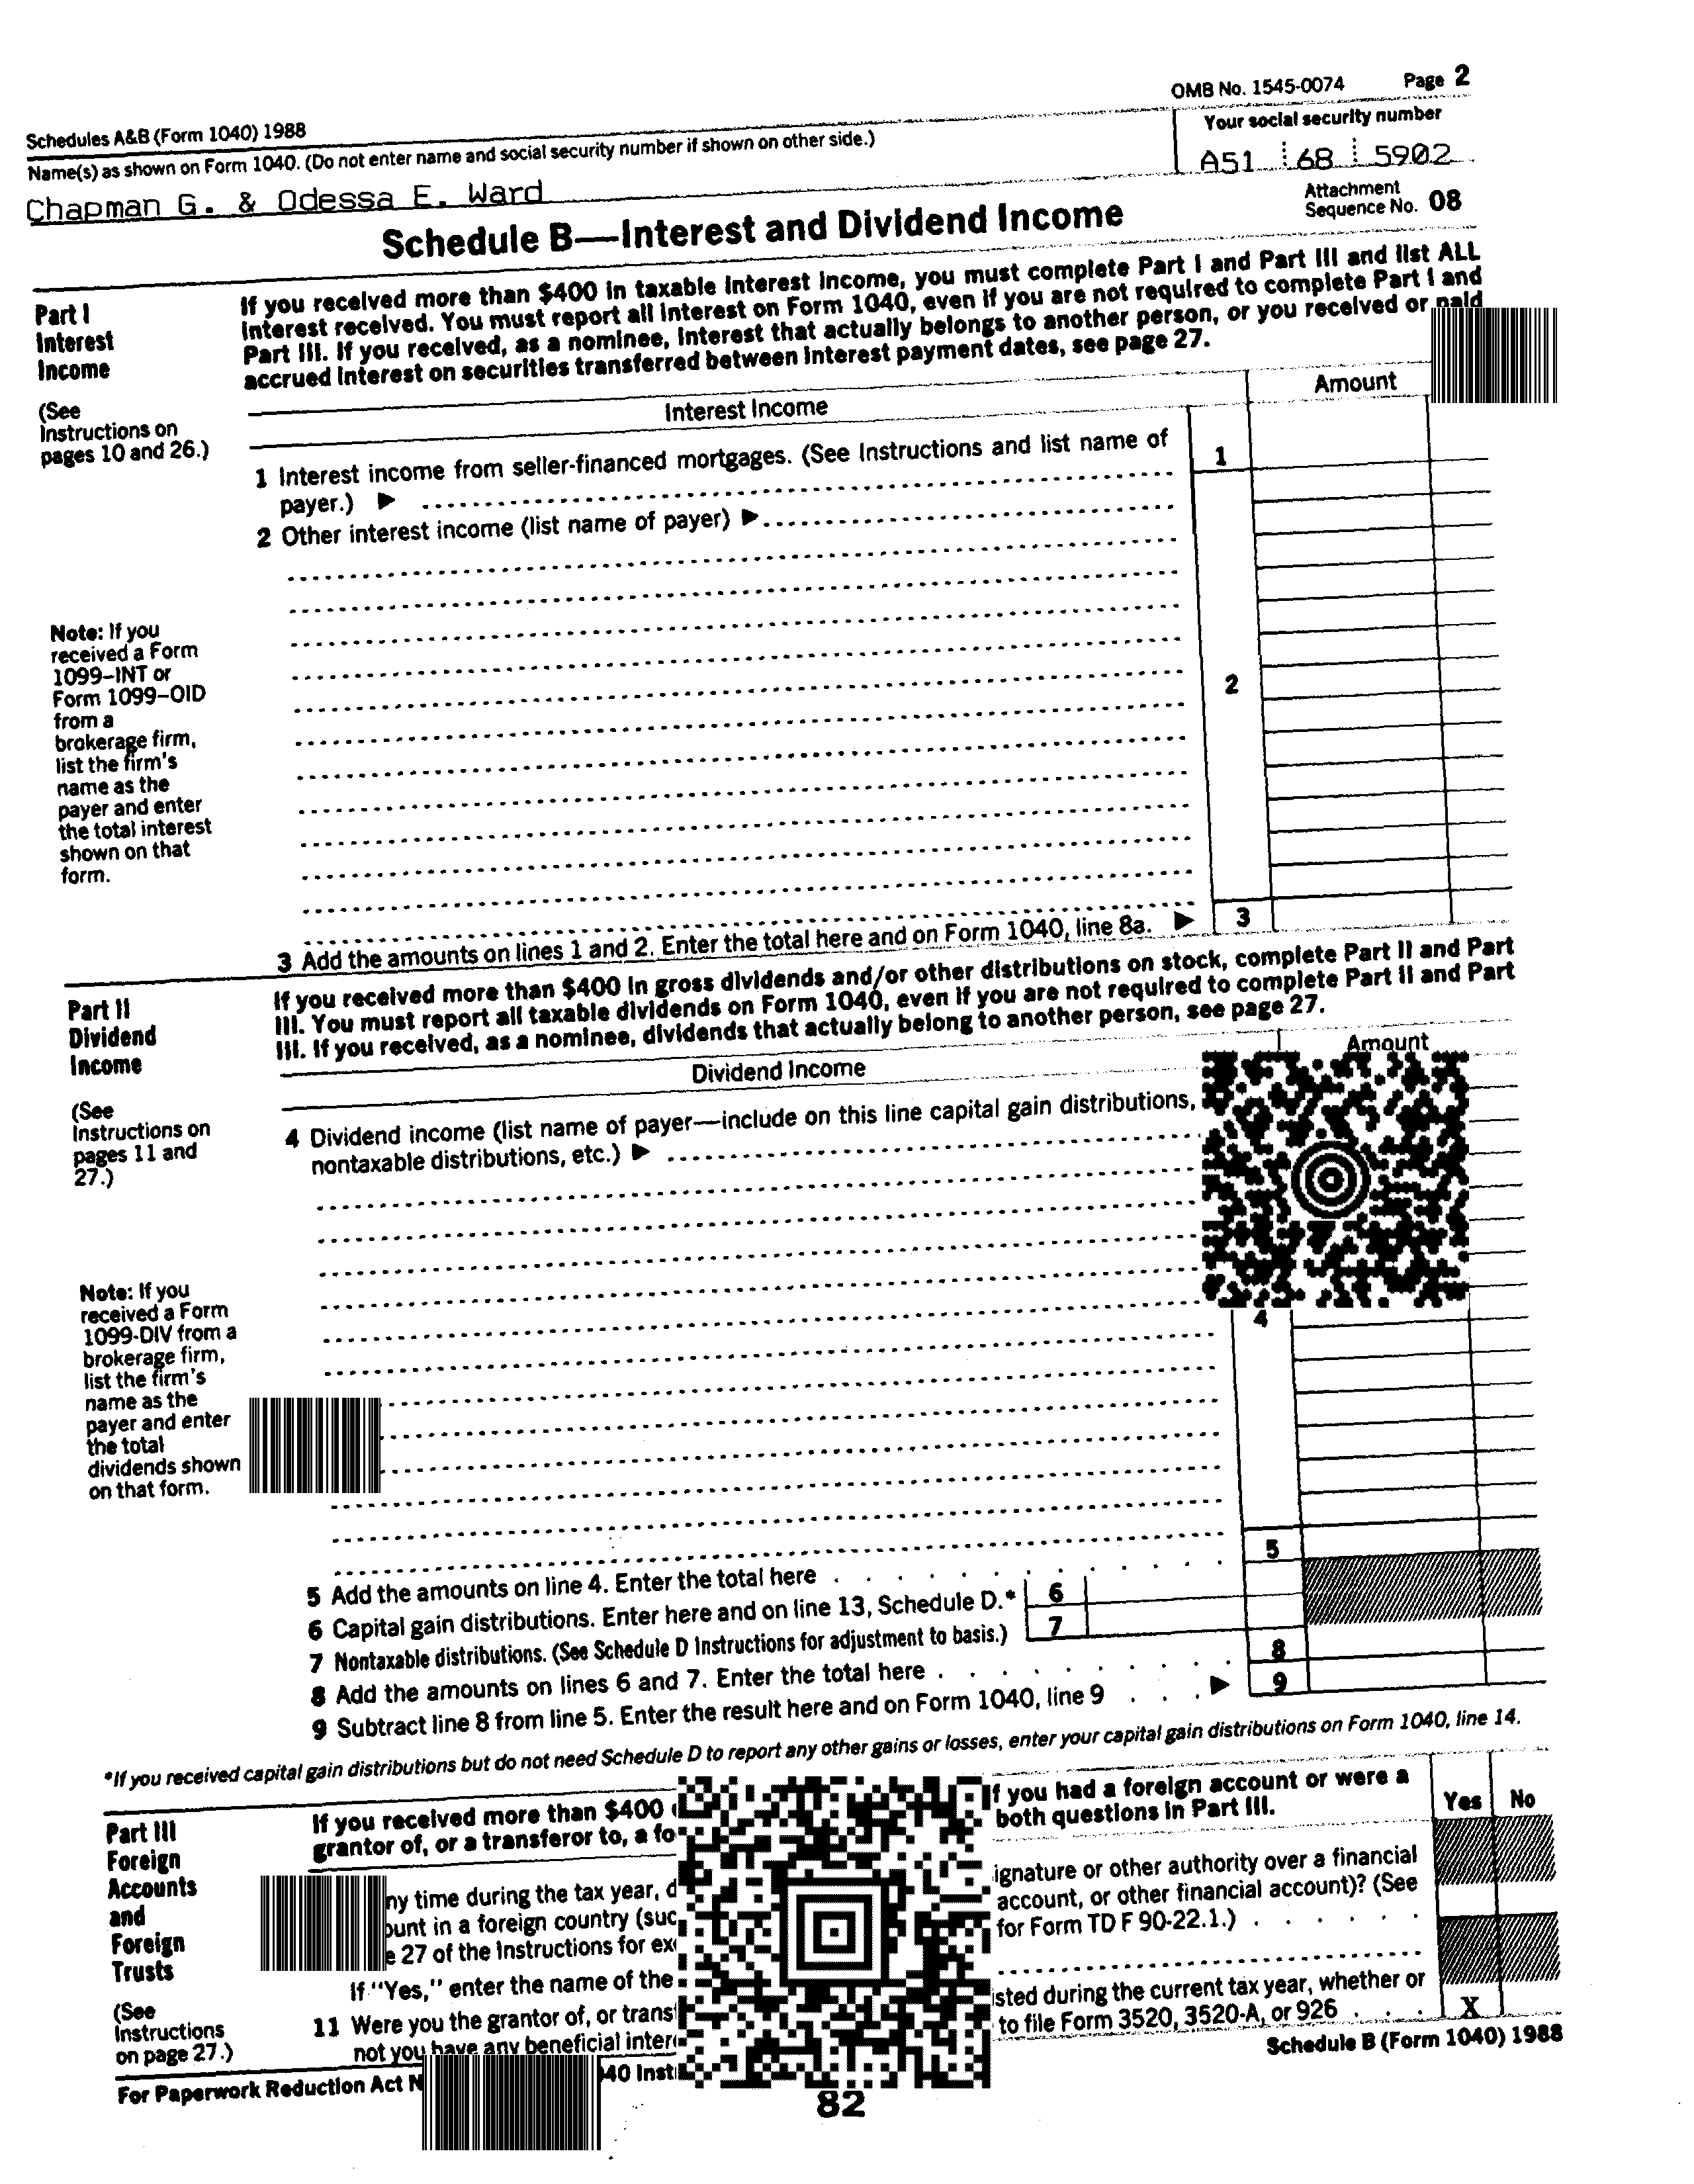 OMB No. 1545-0074 Page 2
Schedules A&B (Form 1040) 1988
Name(s) as shown on Form 1040. (Do not enter name and social security number if shown on other side.)
Your social security number
Chapman G. & Odessa E. Ward
A51 68 5902
Schedule B—Interest and Dividend Income
Attachment
Sequence No. 08
Part I
Interest
Income
(See
Instructions on
pages 10 and 26.)
If you received more than $400 in taxable interest income, you must complete Part I and Part III and list ALL
interest received. You must report all interest on Form 1040, even if you are not required to complete Part I and
Part III. If you received, as a nominee, interest that actually belongs to another person, or you received or paid
accrued interest on securities transferred between interest payment dates, see page 27.
Interest Income
Amount
1 Interest income from seller-financed mortgages. (See Instructions and list name of
payer.) ▶
1
2 Other interest income (list name of payer) ▶
Note: If you
received a Form
1099–INT or
Form 1099–OID
from a
brokerage firm,
list the firm's
name as the
payer and enter
the total interest
shown on that
form.
2
3 Add the amounts on lines 1 and 2. Enter the total here and on Form 1040, line 8a. ▶ 3
Part II
Dividend
Income
(See
Instructions on
pages 11 and
27.)
If you received more than $400 in gross dividends and/or other distributions on stock, complete Part II and Part
III. You must report all taxable dividends on Form 1040, even if you are not required to complete Part II and Part
III. If you received, as a nominee, dividends that actually belong to another person, see page 27.
Dividend Income
Amount
4 Dividend income (list name of payer—include on this line capital gain distributions,
nontaxable distributions, etc.) ▶
Note: If you
received a Form
1099-DIV from a
brokerage firm,
list the firm's
name as the
payer and enter
the total
dividends shown
on that form.
4
5 Add the amounts on line 4. Enter the total here . . . . . . . . . . . 5
6 Capital gain distributions. Enter here and on line 13, Schedule D.* 6
7 Nontaxable distributions. (See Schedule D Instructions for adjustment to basis.) 7
8 Add the amounts on lines 6 and 7. Enter the total here . . . . . . . . . 8
9 Subtract line 8 from line 5. Enter the result here and on Form 1040, line 9 . . . ▶ 9
*If you received capital gain distributions but do not need Schedule D to report any other gains or losses, enter your capital gain distributions on Form 1040, line 14.
Part III
Foreign
Accounts
and
Foreign
Trusts
(See
Instructions
on page 27.)
If you received more than $400 f you had a foreign account or were a
grantor of, or a transferor to, a fo both questions in Part III.
Yes No
ny time during the tax year, d ignature or other authority over a financial
ount in a foreign country (suc account, or other financial account)? (See
e 27 of the Instructions for ex for Form TD F 90-22.1.) . . . . . .
If "Yes," enter the name of the
11 Were you the grantor of, or trans sted during the current tax year, whether or
not you have any beneficial inter to file Form 3520, 3520-A, or 926 . . . X
For Paperwork Reduction Act N 40 Inst
Schedule B (Form 1040) 1988
82